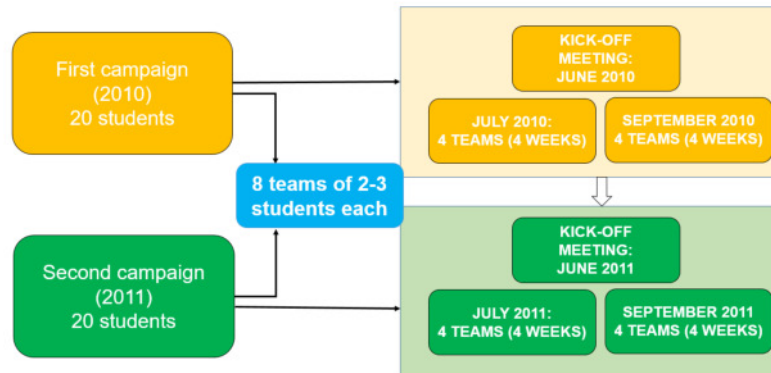 First campaign
(2010)
20 students
KICK-OFF
MEETING:
JUNE 2010
JULY 2010:
4 TEAMS (4 WEEKS)
SEPTEMBER 2010
4 TEAMS (4 WEEKS)
8 teams of 2-3
students each
Second campaign
(2011)
20 students
KICK-OFF
MEETING:
JUNE 2011
JULY 2011:
4 TEAMS (4 WEEKS)
SEPTEMBER 2011
4 TEAMS (4 WEEKS)